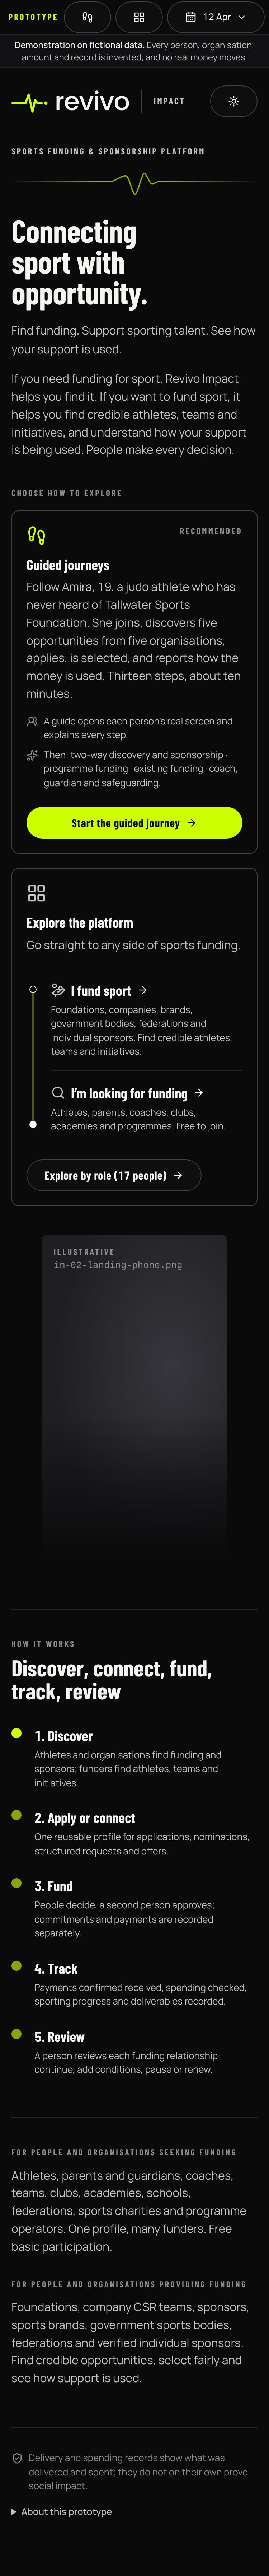 PROTOTYPE
12 Apr
Demonstration on fictional data. Every person, organisation,
amount and record is invented, and no real money moves.
revivo
IMPACT
SPORTS FUNDING & SPONSORSHIP PLATFORM
Connecting
sport with
opportunity.
Find funding. Support sporting talent. See how
your support is used.
If you need funding for sport, Revivo Impact
helps you find it. If you want to fund sport, it
helps you find credible athletes, teams and
initiatives, and understand how your support
is being used. People make every decision.
CHOOSE HOW TO EXPLORE
RECOMMENDED
Guided journeys
Follow Amira, 19, a judo athlete who has
never heard of Tallwater Sports
Foundation. She joins, discovers five
opportunities from five organisations,
applies, is selected, and reports how the
money is used. Thirteen steps, about ten
minutes.
A guide opens each person's real screen and
explains every step.
Then: two-way discovery and sponsorship ·
programme funding · existing funding · coach,
guardian and safeguarding.
Start the guided journey
Explore the platform
Go straight to any side of sports funding.
I fund sport
Foundations, companies, brands,
government bodies, federations and
individual sponsors. Find credible athletes,
teams and initiatives.
I'm looking for funding
Athletes, parents, coaches, clubs,
academies and programmes. Free to join.
Explore by role (17 people)
ILLUSTRATIVE
im-02-landing-phone.png
HOW IT WORKS
Discover, connect, fund,
track, review
1. Discover
Athletes and organisations find funding and
sponsors; funders find athletes, teams and
initiatives.
2. Apply or connect
One reusable profile for applications, nominations,
structured requests and offers.
3. Fund
People decide, a second person approves;
commitments and payments are recorded
separately.
4. Track
Payments confirmed received, spending checked,
sporting progress and deliverables recorded.
5. Review
A person reviews each funding relationship:
continue, add conditions, pause or renew.
FOR PEOPLE AND ORGANISATIONS SEEKING FUNDING
Athletes, parents and guardians, coaches,
teams, clubs, academies, schools,
federations, sports charities and programme
operators. One profile, many funders. Free
basic participation.
FOR PEOPLE AND ORGANISATIONS PROVIDING FUNDING
Foundations, company CSR teams, sponsors,
sports brands, government sports bodies,
federations and verified individual sponsors.
Find credible opportunities, select fairly and
see how support is used.
Delivery and spending records show what was
delivered and spent; they do not on their own prove
social impact.
About this prototype